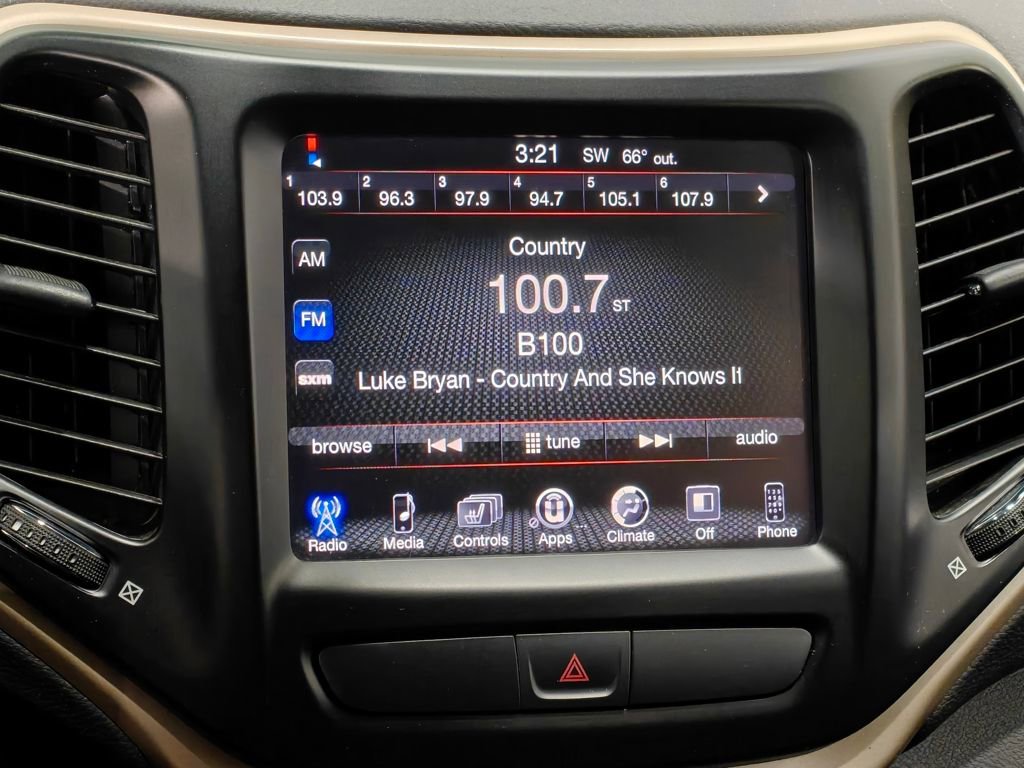 3:21 SW 66° out.
1 103.9 2 96.3 3 97.9 4 94.7 5 105.1 6 107.9
Country
AM
100.7 ST
FM
B100
sxm
Luke Bryan - Country And She Knows It
browse tune audio
Radio Media Controls Apps Climate Off Phone